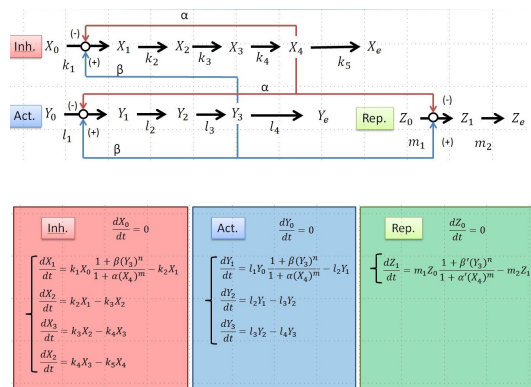 α
Inh. X₀ (-) X₁ X₂ X₃ X₄ Xₑ
k₁ (+) k₂ k₃ k₄ k₅
β
α
(-)
Act. Y₀ (-) Y₁ Y₂ Y₃ Yₑ Rep. Z₀ Z₁ Zₑ
l₁ (+) l₂ l₃ l₄ m₁ (+) m₂
β
Inh. dX₀/dt = 0
dX₁/dt = k₁X₀ (1 + β(Y₃)ⁿ)/(1 + α(X₄)ᵐ) − k₂X₁
dX₂/dt = k₂X₁ − k₃X₂
dX₃/dt = k₃X₂ − k₄X₃
dX₂/dt = k₄X₃ − k₅X₄
Act. dY₀/dt = 0
dY₁/dt = l₁Y₀ (1 + β(Y₃)ⁿ)/(1 + α(X₄)ᵐ) − l₂Y₁
dY₂/dt = l₂Y₁ − l₃Y₂
dY₃/dt = l₃Y₂ − l₄Y₃
Rep. dZ₀/dt = 0
dZ₁/dt = m₁Z₀ (1 + β′(Y₃)ⁿ)/(1 + α′(X₄)ᵐ) − m₂Z₁